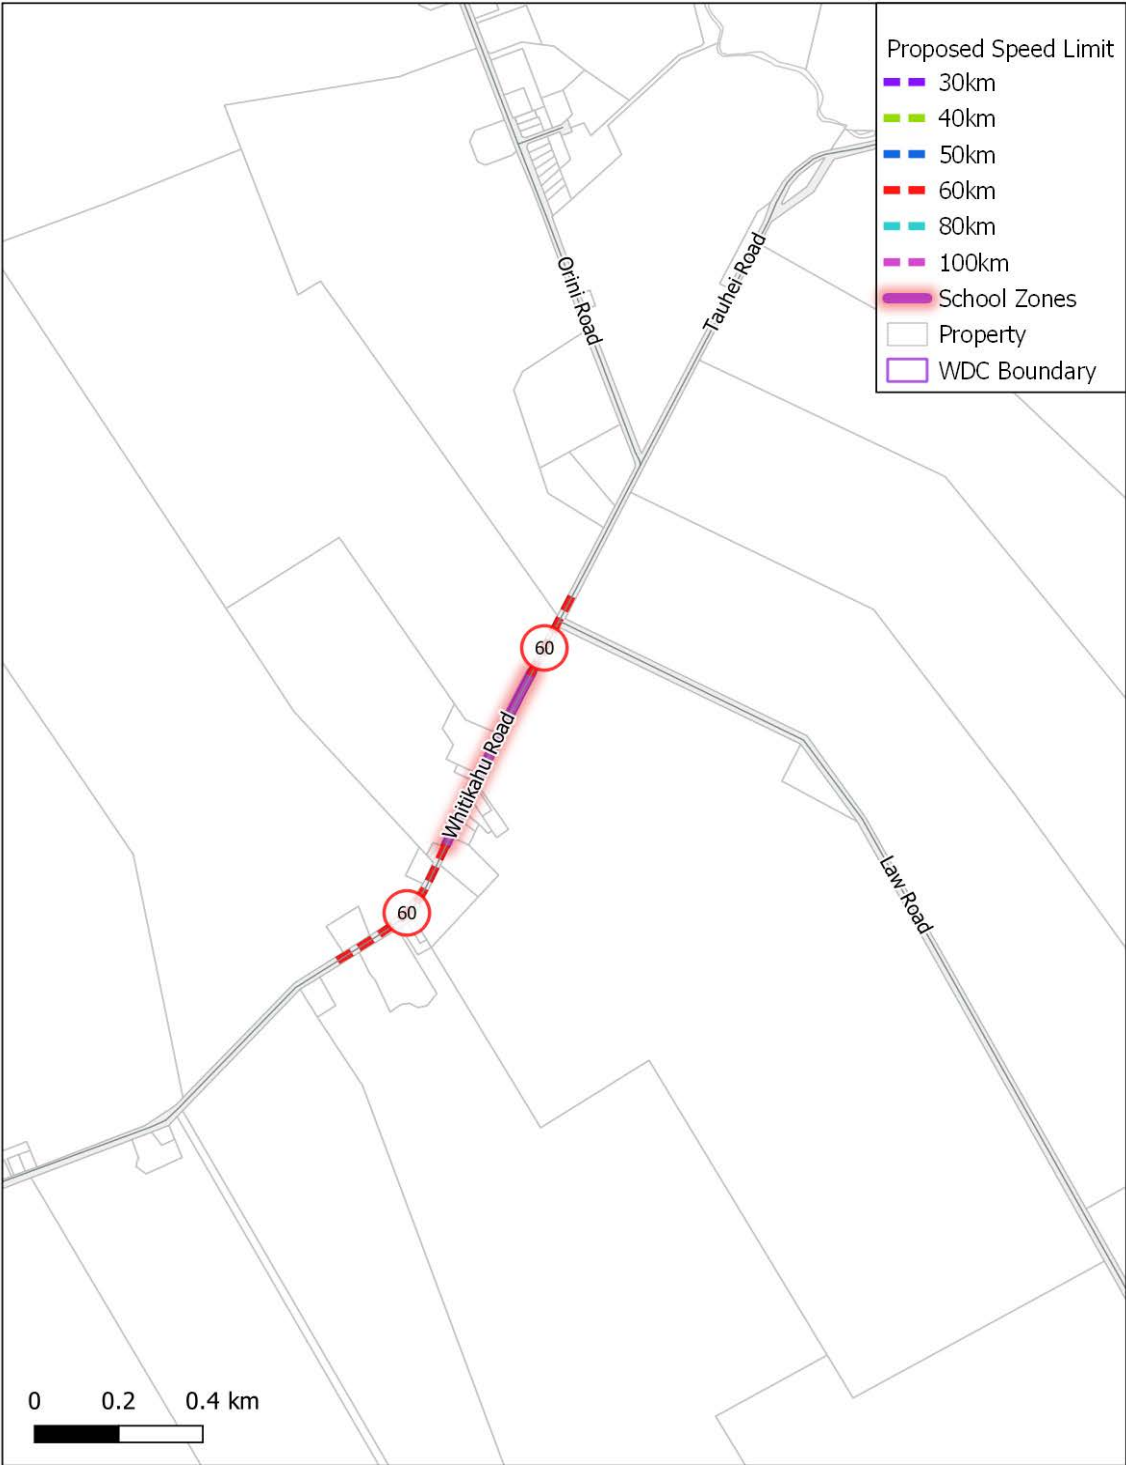 Proposed Speed Limit
30km
40km
50km
60km
80km
100km
School Zones
Property
WDC Boundary
Orini Road
Tauhei Road
60
Whitikahu Road
60
Law Road
0 0.2 0.4 km